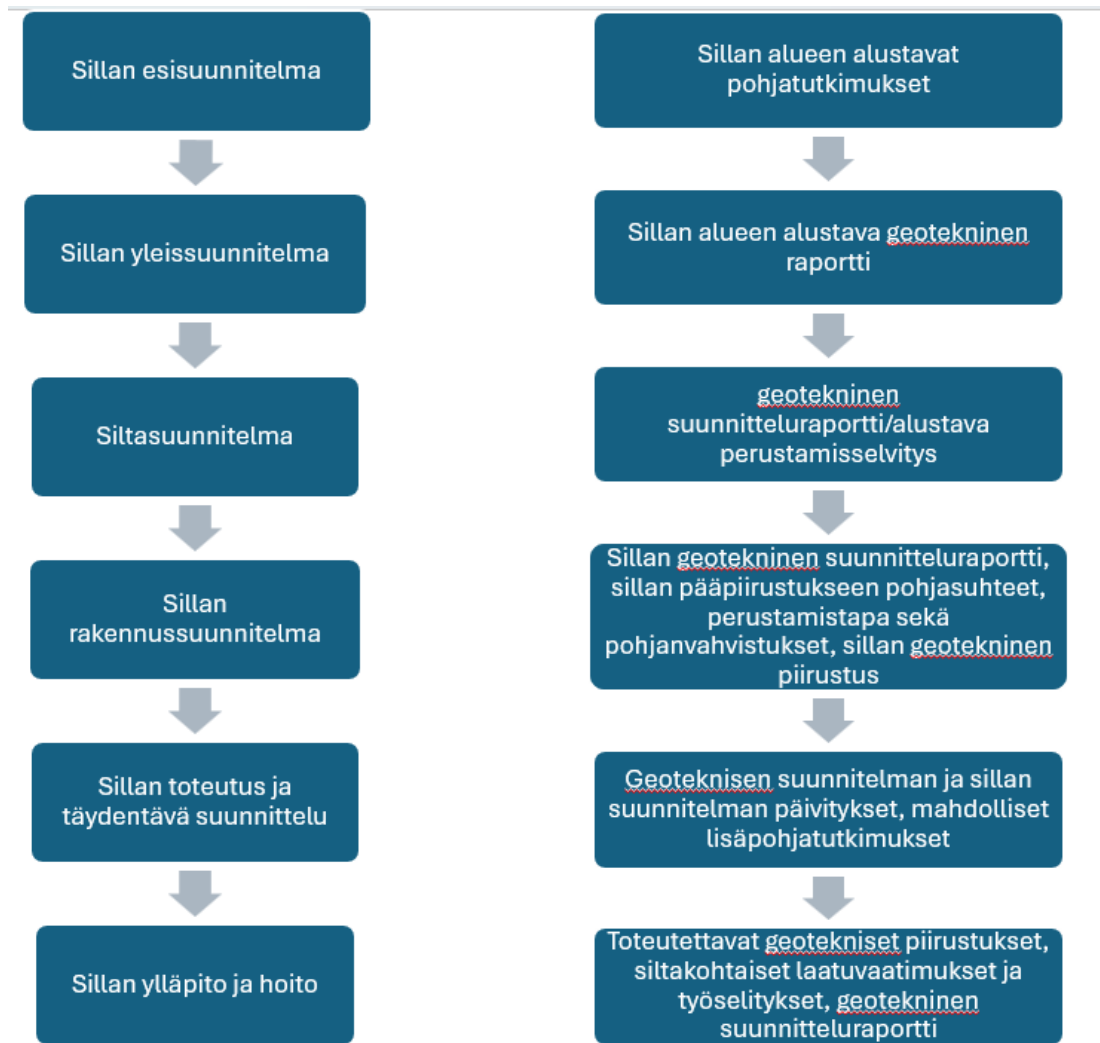 Sillan esisuunnitelma
Sillan yleissuunnitelma
Siltasuunnitelma
Sillan
rakennussuunnitelma
Sillan toteutus ja
täydentävä suunnittelu
Sillan ylläpito ja hoito
Sillan alueen alustavat
pohjatutkimukset
Sillan alueen alustava geotekninen
raportti
geotekninen
suunnitteluraportti/alustava
perustamisselvitys
Sillan geotekninen suunnitteluraportti,
sillan pääpiirustukseen pohjasuhteet,
perustamistapa sekä
pohjanvahvistukset, sillan geotekninen
piirustus
Geoteknisen suunnitelman ja sillan
suunnitelman päivitykset, mahdolliset
lisäpohjatutkimukset
Toteutettavat geotekniset piirustukset,
siltakohtaiset laatuvaatimukset ja
työselitykset, geotekninen
suunnitteluraportti